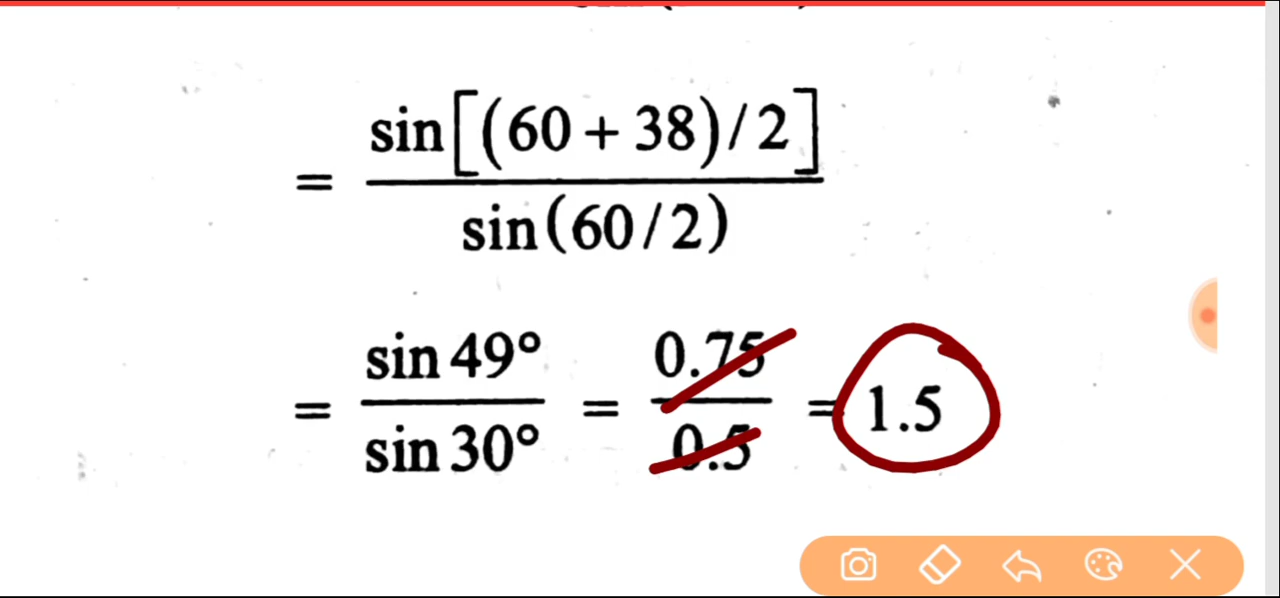 = sin[(60 + 38)/2] / sin(60/2)
= sin 49° / sin 30° = 0.75 / 0.5 = 1.5